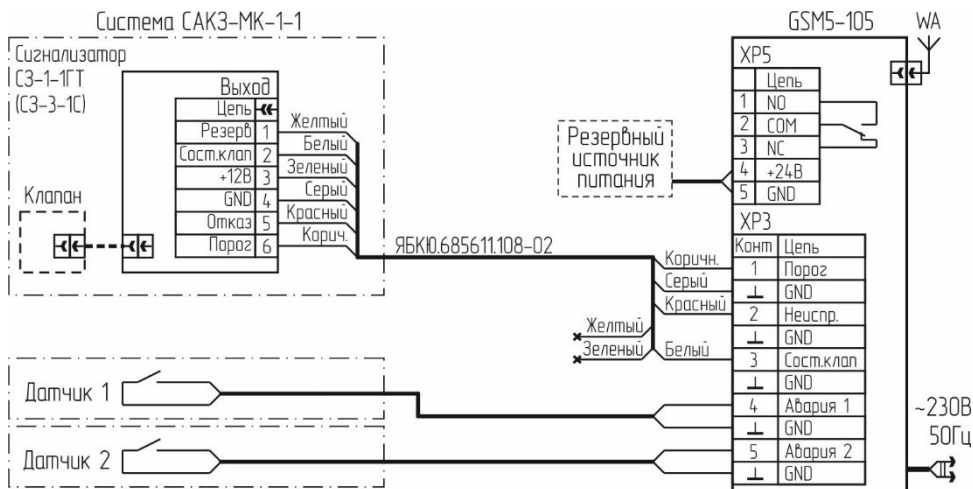 Система САКЗ-МК-1-1
GSM5-105
WA
Сигнализатор
СЗ-1-1ГТ
(СЗ-3-1С)
Выход
Цепь
Резерв 1
Сост.клап 2
+12В 3
GND 4
Отказ 5
Порог 6
Желтый
Белый
Зеленый
Серый
Красный
Корич.
Клапан
ЯБКЮ.685611.108-02
Резервный
источник
питания
XP5
Цепь
1 NO
2 COM
3 NC
4 +24В
5 GND
XP3
Конт Цепь
1 Порог
⊥ GND
2 Неиспр.
⊥ GND
3 Сост.клап
⊥ GND
4 Авария 1
⊥ GND
5 Авария 2
⊥ GND
Коричн.
Серый
Красный
Желтый
Зеленый
Белый
Датчик 1
Датчик 2
~230В
50Гц